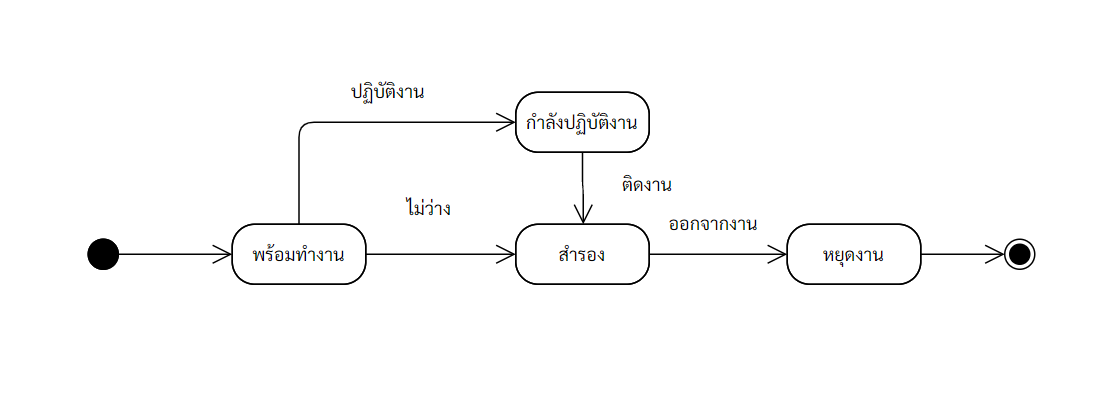 ปฏิบัติงาน
กำลังปฏิบัติงาน
ติดงาน
ไม่ว่าง
ออกจากงาน
พร้อมทำงาน
สำรอง
หยุดงาน